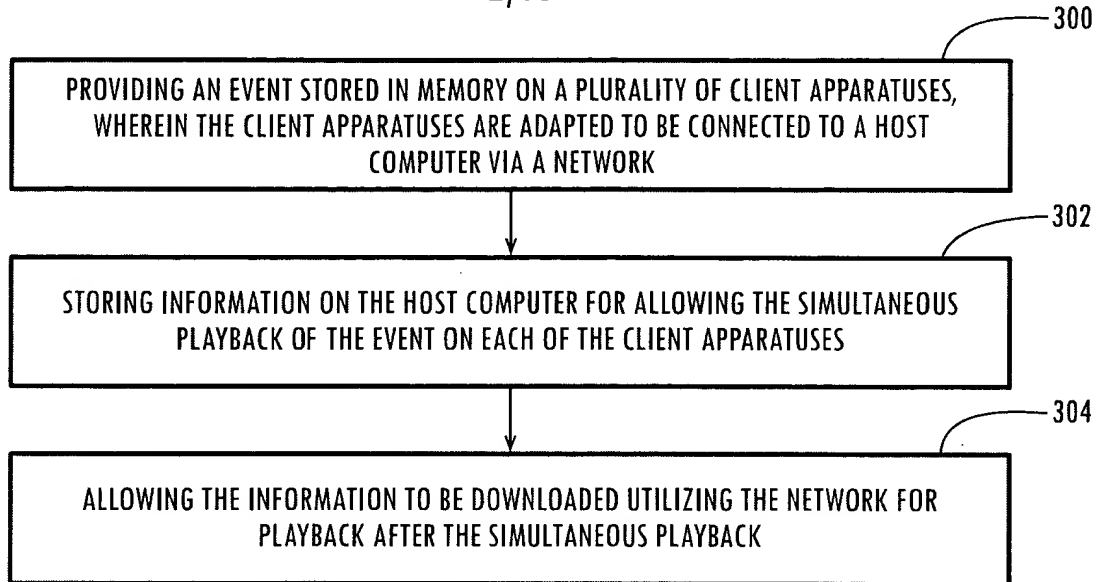 300
PROVIDING AN EVENT STORED IN MEMORY ON A PLURALITY OF CLIENT APPARATUSES,
WHEREIN THE CLIENT APPARATUSES ARE ADAPTED TO BE CONNECTED TO A HOST
COMPUTER VIA A NETWORK
302
STORING INFORMATION ON THE HOST COMPUTER FOR ALLOWING THE SIMULTANEOUS
PLAYBACK OF THE EVENT ON EACH OF THE CLIENT APPARATUSES
304
ALLOWING THE INFORMATION TO BE DOWNLOADED UTILIZING THE NETWORK FOR
PLAYBACK AFTER THE SIMULTANEOUS PLAYBACK